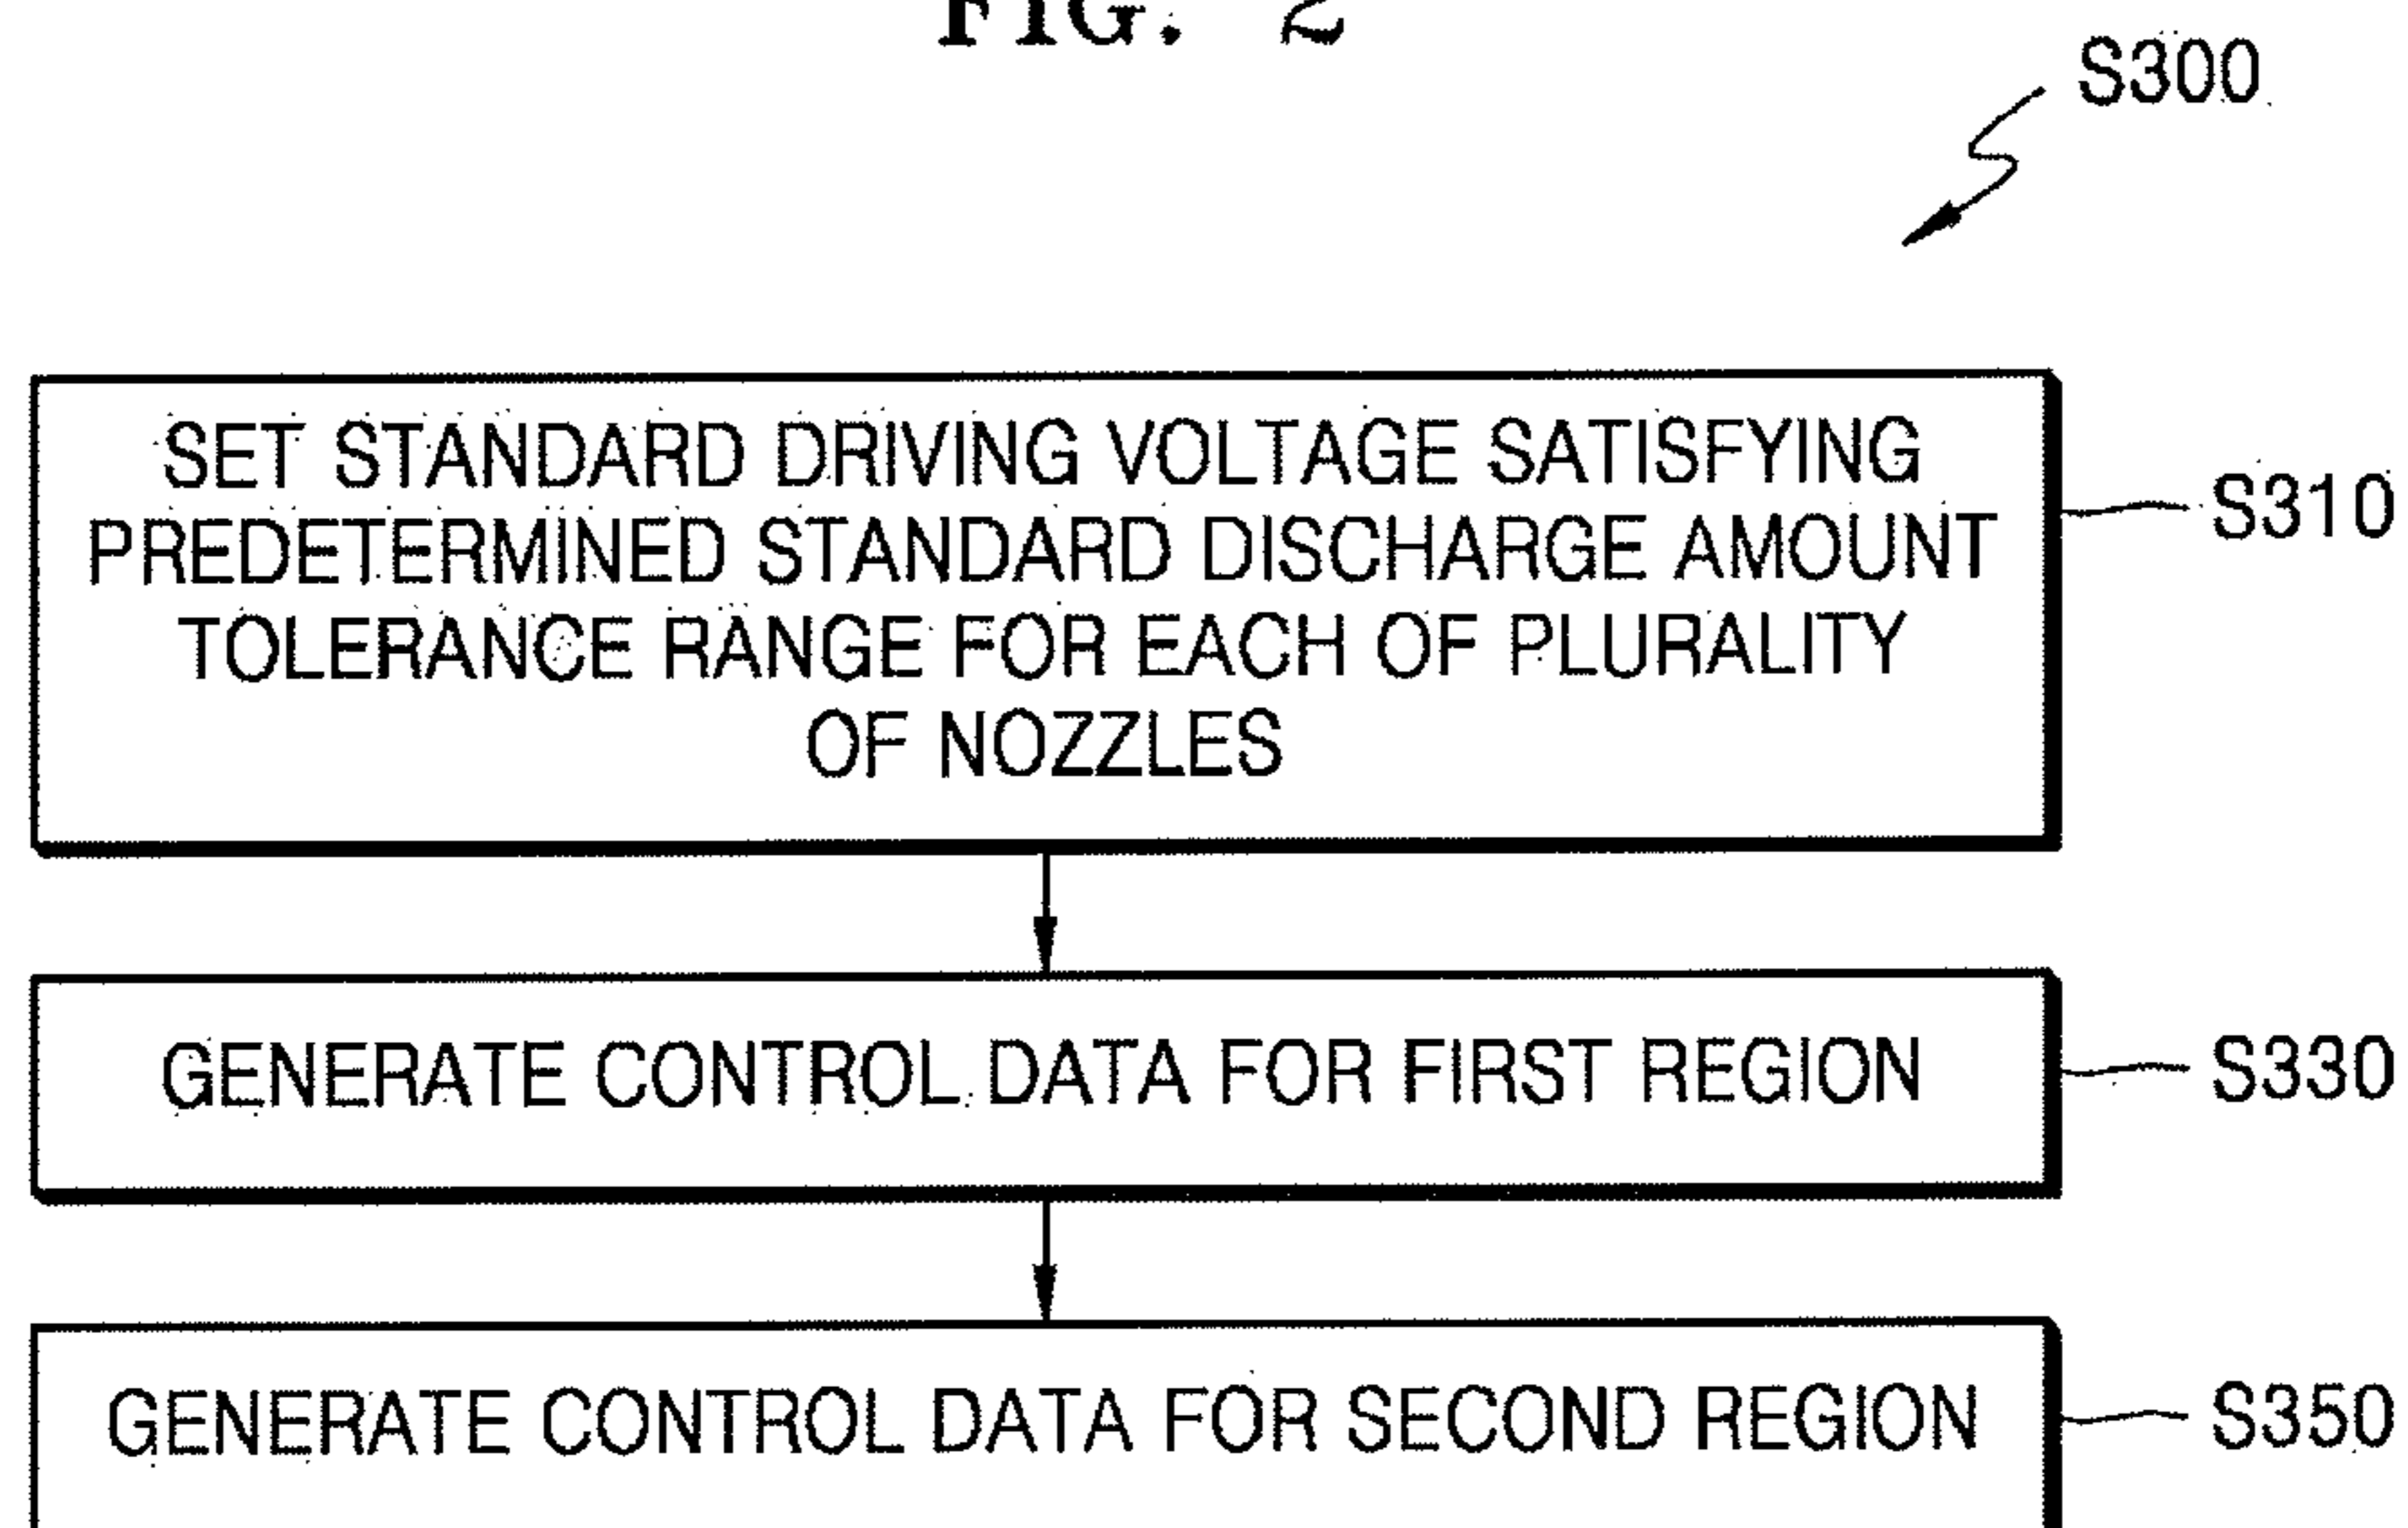 FIG. 2
S300
SET STANDARD DRIVING VOLTAGE SATISFYING
PREDETERMINED STANDARD DISCHARGE AMOUNT
TOLERANCE RANGE FOR EACH OF PLURALITY
OF NOZZLES
S310
GENERATE CONTROL DATA FOR FIRST REGION
S330
GENERATE CONTROL DATA FOR SECOND REGION
S350